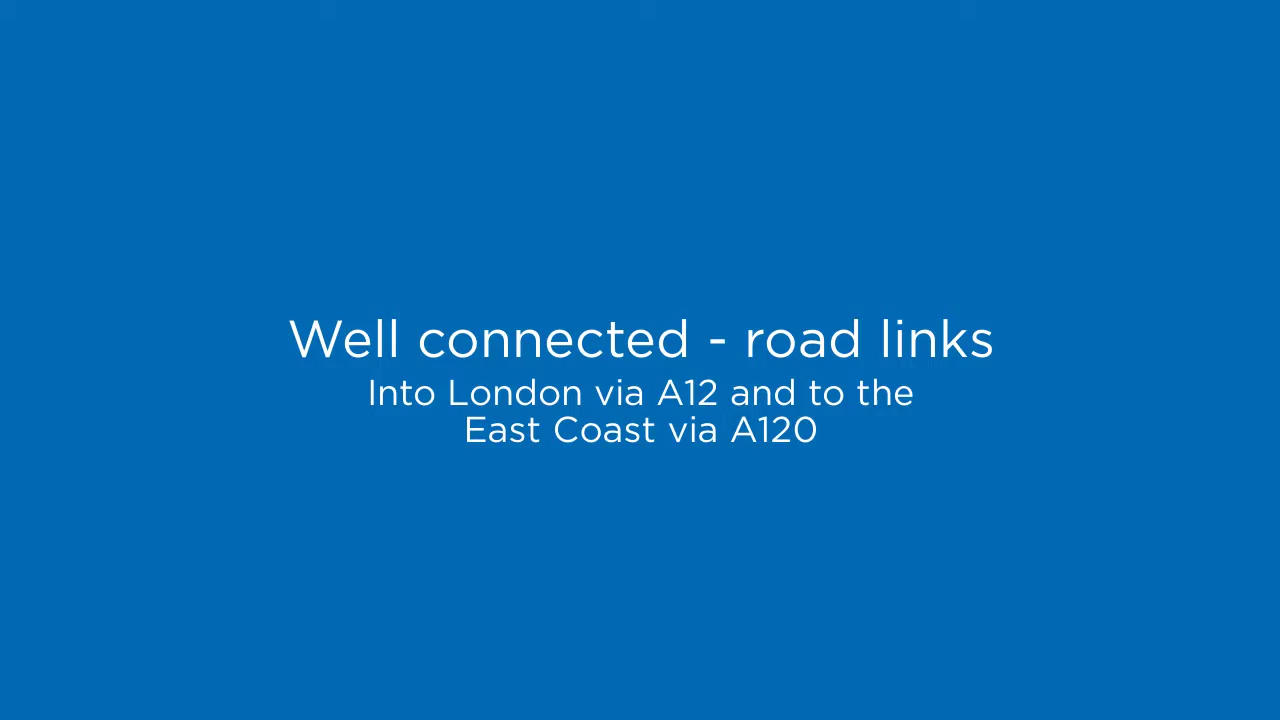 Well connected - road links
Into London via A12 and to the
East Coast via A120